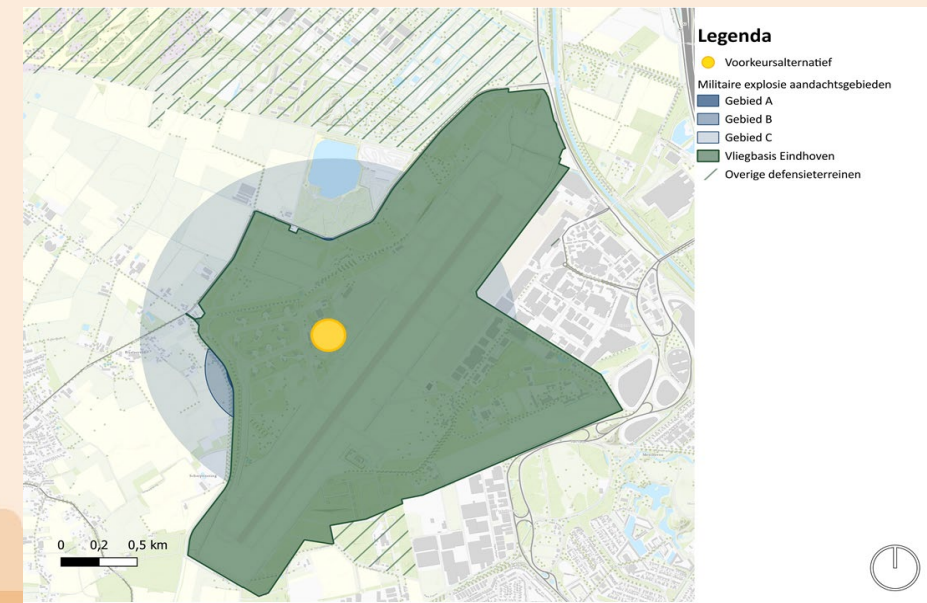 Legenda
Voorkeursalternatief
Militaire explosie aandachtsgebieden
Gebied A
Gebied B
Gebied C
Vliegbasis Eindhoven
Overige defensieterreinen
0 0,2 0,5 km